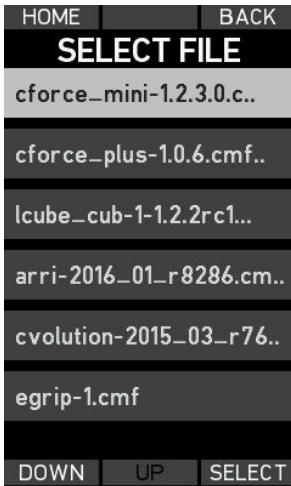 HOME BACK
SELECT FILE
cforce_mini-1.2.3.0.c..
cforce_plus-1.0.6.cmf..
lcube_cub-1-1.2.2rc1...
arri-2016_01_r8286.cm..
cvolution-2015_03_r76..
egrip-1.cmf
DOWN UP SELECT